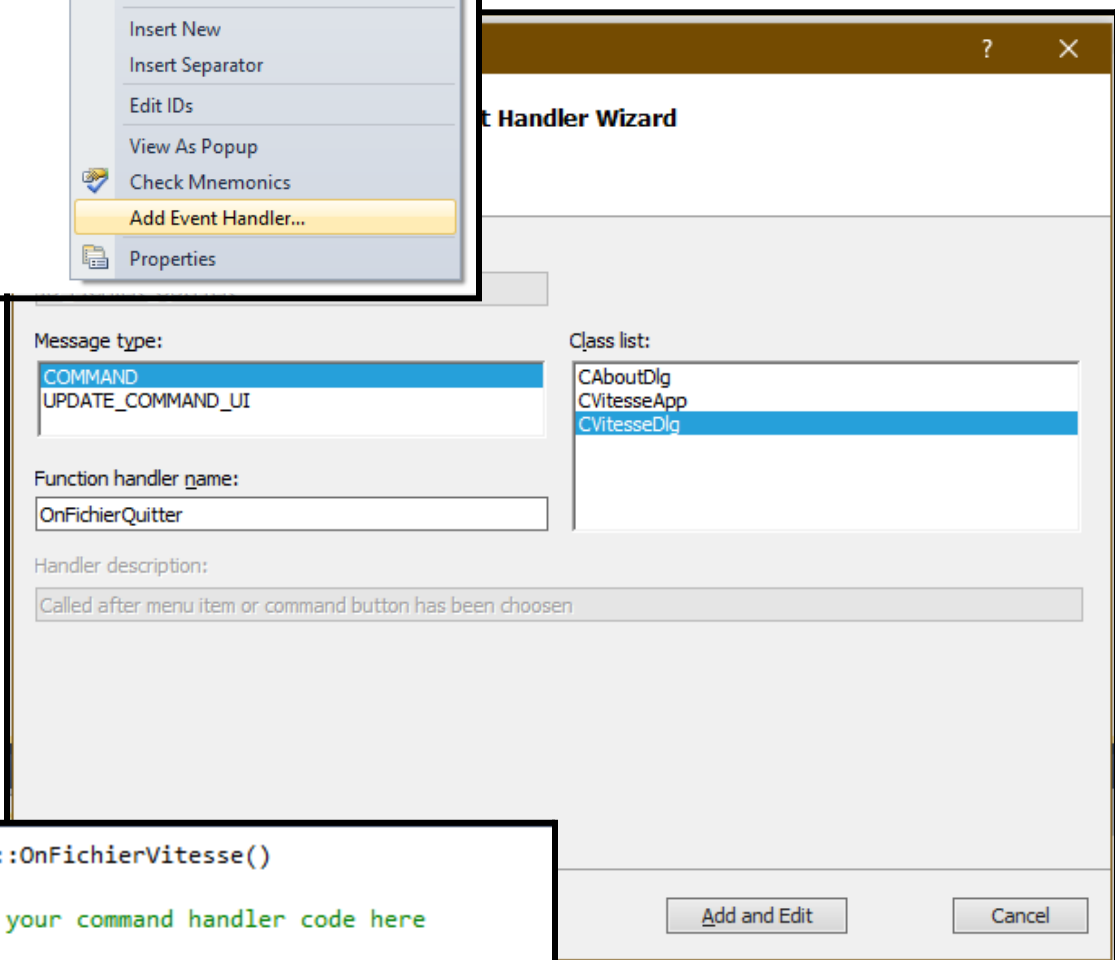 Insert New
Insert Separator
Edit IDs
View As Popup
Check Mnemonics
Add Event Handler...
Properties
? ×
t Handler Wizard
Message type:
COMMAND
UPDATE_COMMAND_UI
Class list:
CAboutDlg
CVitesseApp
CVitesseDlg
Function handler name:
OnFichierQuitter
Handler description:
Called after menu item or command button has been choosen
::OnFichierVitesse()
your command handler code here
Add and Edit
Cancel